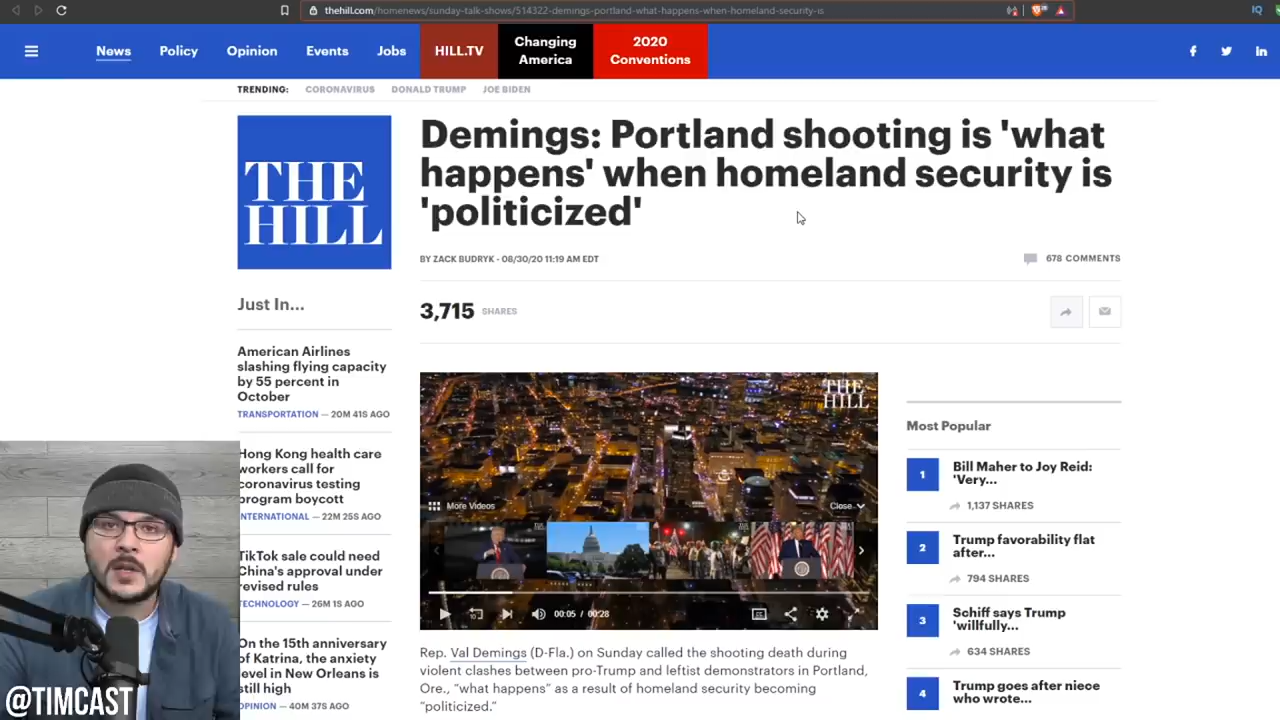 thehill.com/homenews/sunday-talk-shows/514322-demings-portland-what-happens-when-homeland-security-is
IQ
News
Policy
Opinion
Events
Jobs
HILL.TV
Changing
America
2020
Conventions
TRENDING:
CORONAVIRUS
DONALD TRUMP
JOE BIDEN
THE
HILL
Demings: Portland shooting is 'what
happens' when homeland security is
'politicized'
BY ZACK BUDRYK - 08/30/20 11:19 AM EDT
678 COMMENTS
3,715 SHARES
Just In...
American Airlines
slashing flying capacity
by 55 percent in
October
TRANSPORTATION — 20M 41S AGO
Hong Kong health care
workers call for
coronavirus testing
program boycott
INTERNATIONAL — 22M 25S AGO
TikTok sale could need
China's approval under
revised rules
TECHNOLOGY — 26M 1S AGO
On the 15th anniversary
of Katrina, the anxiety
level in New Orleans is
still high
OPINION — 40M 37S AGO
THE
HILL
More Videos
Close
00:05 / 00:28
Rep. Val Demings (D-Fla.) on Sunday called the shooting death during
violent clashes between pro-Trump and leftist demonstrators in Portland,
Ore., “what happens” as a result of homeland security becoming
“politicized.”
Most Popular
1
Bill Maher to Joy Reid:
'Very...
1,137 SHARES
2
Trump favorability flat
after...
794 SHARES
3
Schiff says Trump
'willfully...
634 SHARES
4
Trump goes after niece
who wrote...
@TIMCAST